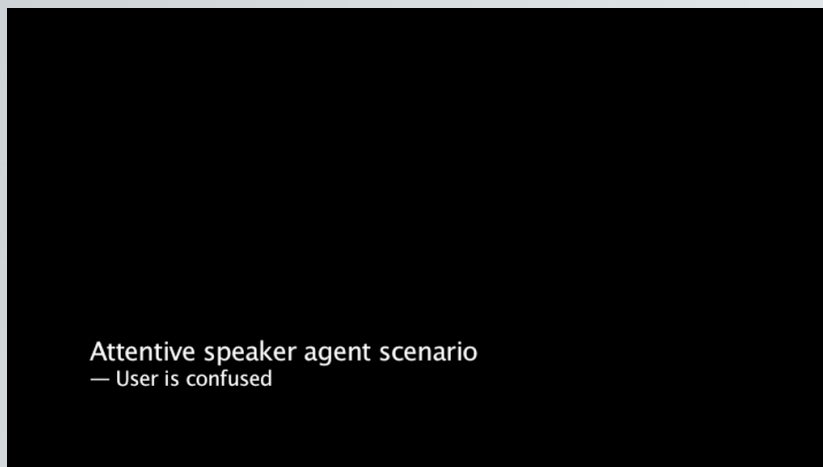 Attentive speaker agent scenario
— User is confused